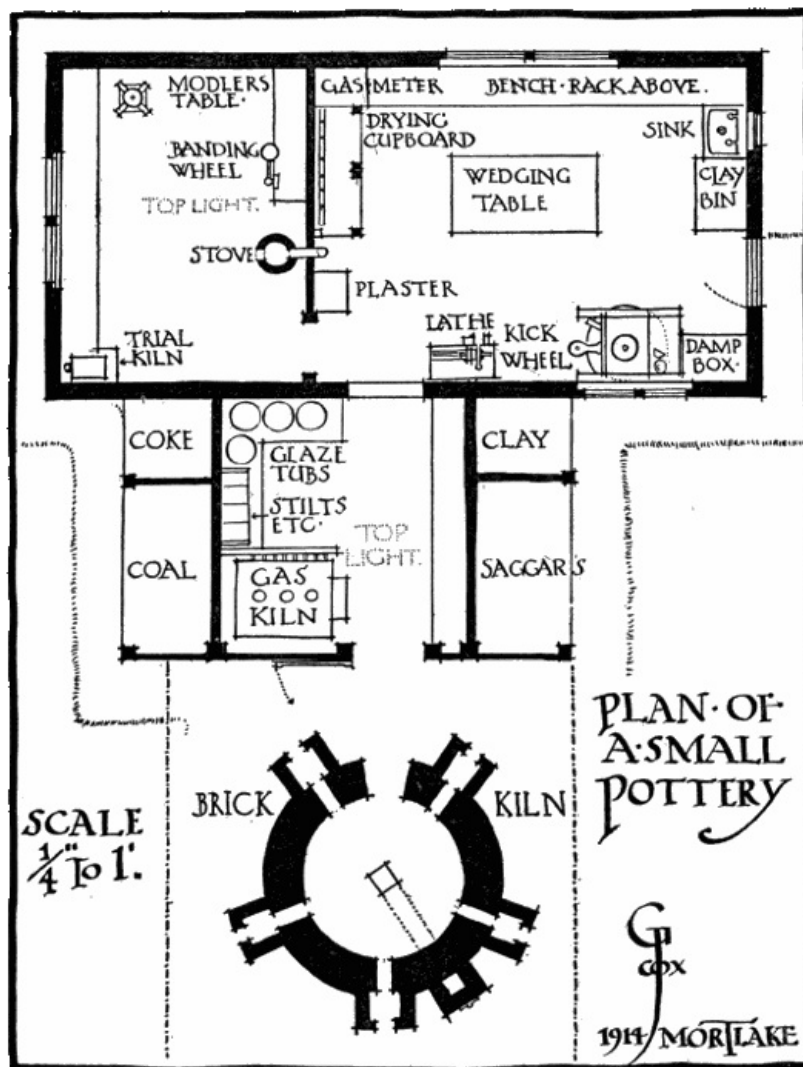 MODLERS
TABLE·
BANDING
WHEEL
TOP LIGHT.
STOVE
TRIAL
KILN
GAS·METER
BENCH·RACK ABOVE.
DRYING
CUPBOARD
SINK
WEDGING
TABLE
CLAY
BIN
PLASTER
LATHE
KICK
WHEEL
DAMP
BOX·
COKE
COAL
GLAZE
TUBS
STILTS
ETC·
TOP
LIGHT.
GAS
KILN
CLAY
SAGGARS
BRICK
KILN
SCALE
1/4" To 1'.
PLAN·OF·
A·SMALL
POTTERY
G
COX
1914 MORTLAKE